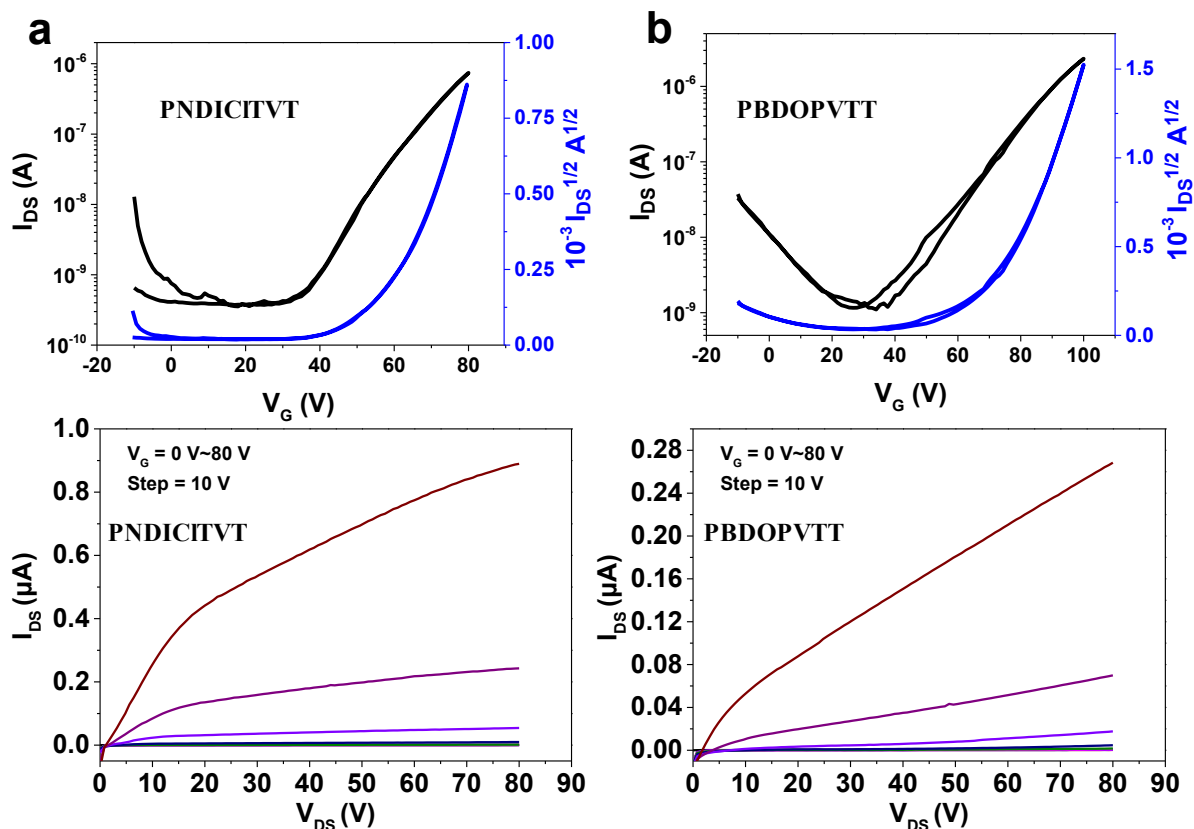 a
PNDIClTVT
10⁻⁶
10⁻⁷
10⁻⁸
10⁻⁹
10⁻¹⁰
I_DS (A)
1.00
0.75
0.50
0.25
0.00
10⁻³ I_DS^1/2 A^1/2
-20 0 20 40 60 80
V_G (V)
b
PBDOPVTT
10⁻⁶
10⁻⁷
10⁻⁸
10⁻⁹
I_DS (A)
1.5
1.0
0.5
0.0
10⁻³ I_DS^1/2 A^1/2
-20 0 20 40 60 80 100
V_G (V)
V_G = 0 V~80 V
Step = 10 V
PNDIClTVT
1.0
0.8
0.6
0.4
0.2
0.0
I_DS (µA)
0 10 20 30 40 50 60 70 80 90
V_DS (V)
V_G = 0 V~80 V
Step = 10 V
PBDOPVTT
0.28
0.24
0.20
0.16
0.12
0.08
0.04
0.00
I_DS (µA)
0 10 20 30 40 50 60 70 80 90
V_DS (V)